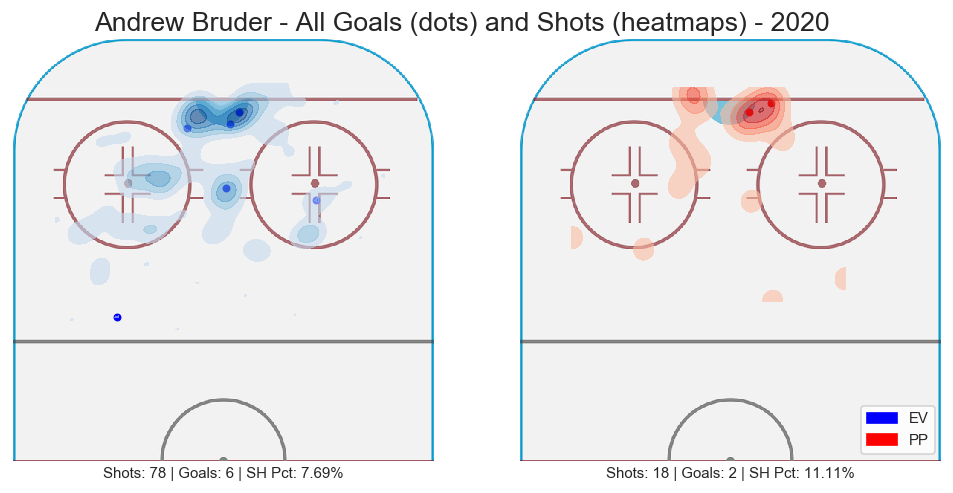 Andrew Bruder - All Goals (dots) and Shots (heatmaps) - 2020
EV
PP
Shots: 78 | Goals: 6 | SH Pct: 7.69%
Shots: 18 | Goals: 2 | SH Pct: 11.11%